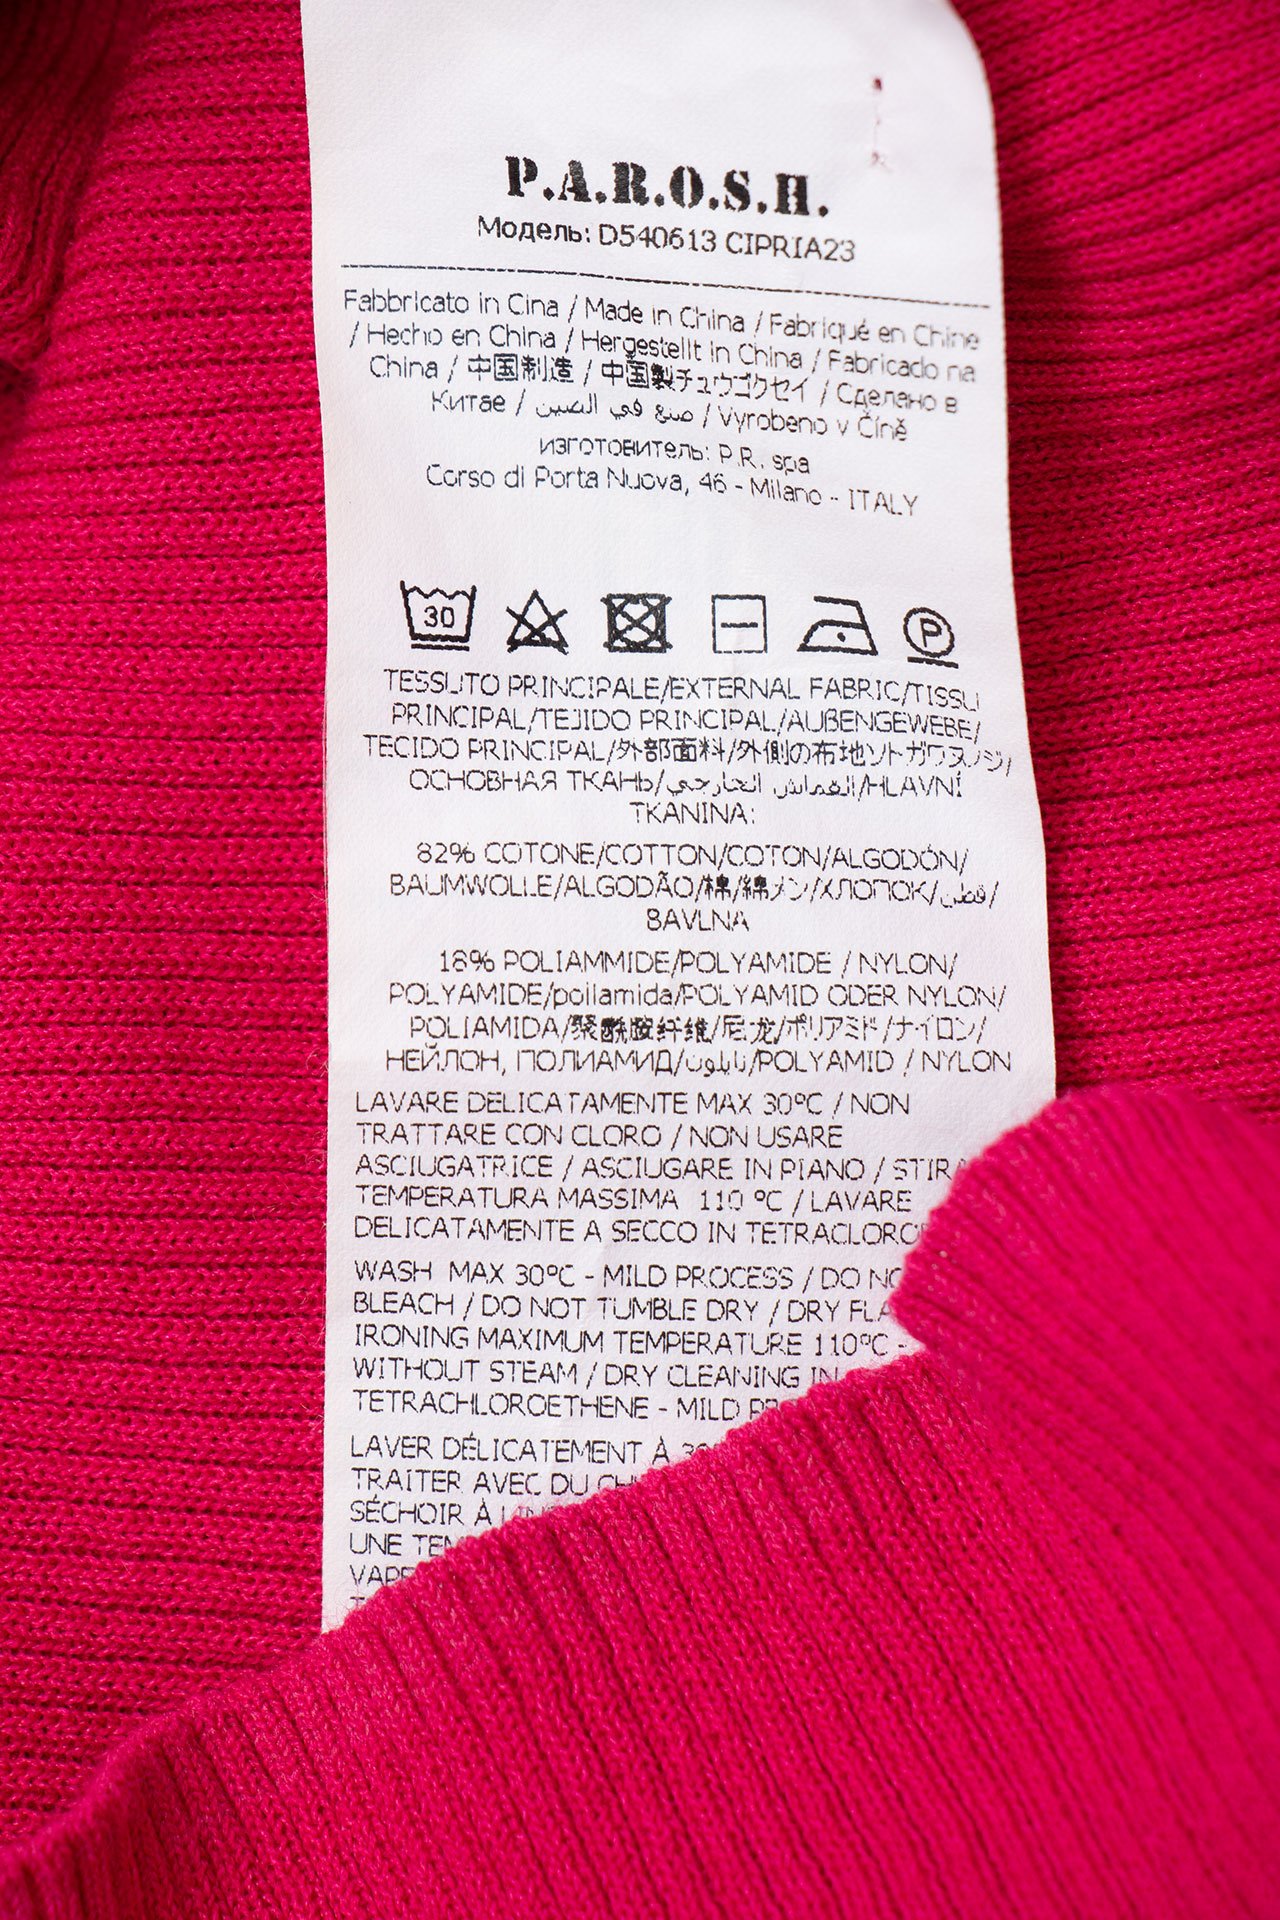 P.A.R.O.S.H.
Модель: D540613 CIPRIA23
Fabbricato in Cina / Made in China / Fabriqué en Chine
/ Hecho en China / Hergestellt in China / Fabricado na
China / 中国制造 / 中国製チュウゴクセイ / Сделано в
Китае / صنع في الصين / Vyrobeno v Číně
изготовитель: P.R. spa
Corso di Porta Nuova, 46 - Milano - ITALY
30
P
TESSUTO PRINCIPALE/EXTERNAL FABRIC/TISSU
PRINCIPAL/TEJIDO PRINCIPAL/AUßENGEWEBE/
TECIDO PRINCIPAL/外部面料/外側の布地ソトガワヌノジ/
ОСНОВНАЯ ТКАНЬ/القماش الخارجي/HLAVNÍ
TKANINA:
82% COTONE/COTTON/COTON/ALGODÓN/
BAUMWOLLE/ALGODÃO/棉/綿メン/ХЛОПОК/قطن/
BAVLNA
18% POLIAMMIDE/POLYAMIDE / NYLON/
POLYAMIDE/poliamida/POLYAMID ODER NYLON/
POLIAMIDA/聚酰胺纤维/尼龙/ポリアミド/ナイロン/
НЕЙЛОН, ПОЛИАМИД/نايلون/POLYAMID / NYLON
LAVARE DELICATAMENTE MAX 30°C / NON
TRATTARE CON CLORO / NON USARE
ASCIUGATRICE / ASCIUGARE IN PIANO / STIRA
TEMPERATURA MASSIMA 110 °C / LAVARE
DELICATAMENTE A SECCO IN TETRACLORO
WASH MAX 30°C - MILD PROCESS / DO NO
BLEACH / DO NOT TUMBLE DRY / DRY FLA
IRONING MAXIMUM TEMPERATURE 110°C -
WITHOUT STEAM / DRY CLEANING IN
TETRACHLOROETHENE - MILD
LAVER DÉLICATEMENT À 30
TRAITER AVEC DU CH
SÉCHOIR À
UNE TEM
VAPE